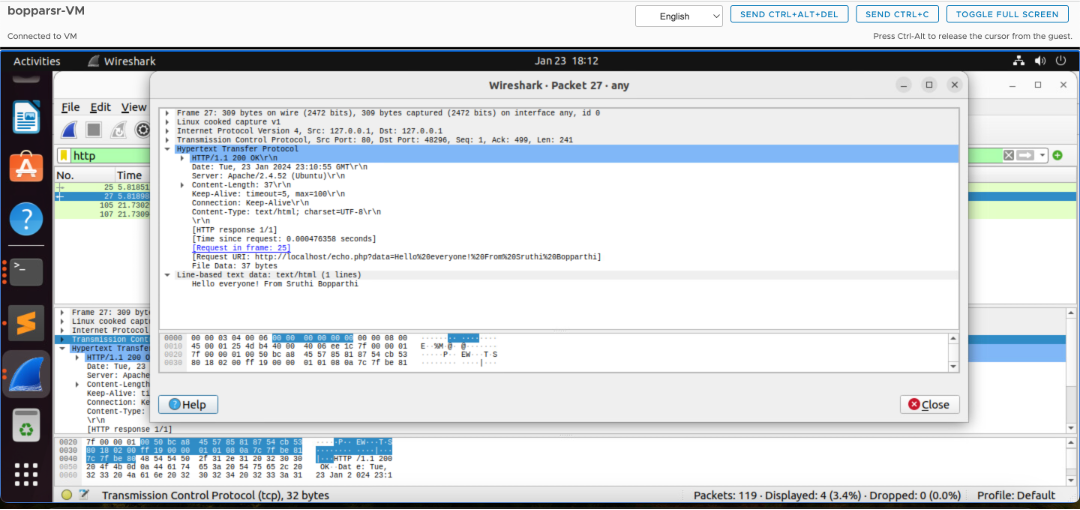 bopparsr-VM
English
SEND CTRL+ALT+DEL
SEND CTRL+C
TOGGLE FULL SCREEN
Connected to VM
Press Ctrl-Alt to release the cursor from the guest.
Activities
Wireshark
Jan 23 18:12
Wireshark · Packet 27 · any
File Edit View
http
No. Time
25 5.81851
27 5.81898
105 21.7302
107 21.7309
Frame 27: 309 bytes on wire (2472 bits), 309 bytes captured (2472 bits) on interface any, id 0
Linux cooked capture v1
Internet Protocol Version 4, Src: 127.0.0.1, Dst: 127.0.0.1
Transmission Control Protocol, Src Port: 80, Dst Port: 48296, Seq: 1, Ack: 499, Len: 241
Hypertext Transfer Protocol
HTTP/1.1 200 OK\r\n
Date: Tue, 23 Jan 2024 23:10:55 GMT\r\n
Server: Apache/2.4.52 (Ubuntu)\r\n
Content-Length: 37\r\n
Keep-Alive: timeout=5, max=100\r\n
Connection: Keep-Alive\r\n
Content-Type: text/html; charset=UTF-8\r\n
\r\n
[HTTP response 1/1]
[Time since request: 0.000476358 seconds]
[Request in frame: 25]
[Request URI: http://localhost/echo.php?data=Hello%20everyone!%20From%20Sruthi%20Bopparthi]
File Data: 37 bytes
Line-based text data: text/html (1 lines)
Hello everyone! From Sruthi Bopparthi
0000 00 00 03 04 00 06 00 00 00 00 00 00 00 00 08 00
0010 45 00 01 25 4d b4 40 00 40 06 ee 1c 7f 00 00 01 E··%M·@· @·······
0020 7f 00 00 01 00 50 bc a8 45 57 85 81 87 54 cb 53 ·····P·· EW···T·S
0030 80 18 02 00 ff 19 00 00 01 01 08 0a 7c 7f be 81 ········ ····|···
Help
Close
Frame 27: 309 byt
Linux cooked capt
Internet Protocol
Transmission Cont
Hypertext Transfe
HTTP/1.1 200 O
Date: Tue, 23
Server: Apache
Content-Length
Keep-Alive: ti
Connection: Ke
Content-Type:
\r\n
[HTTP response 1/1]
0020 7f 00 00 01 00 50 bc a8 45 57 85 81 87 54 cb 53 ·····P·· EW···T·S
0030 80 18 02 00 ff 19 00 00 01 01 08 0a 7c 7f be 81 ········ ····|···
0040 7c 7f be 80 48 54 54 50 2f 31 2e 31 20 32 30 30 |···HTTP /1.1 200
0050 20 4f 4b 0d 0a 44 61 74 65 3a 20 54 75 65 2c 20 OK··Dat e: Tue,
0060 32 33 20 4a 61 6e 20 32 30 32 34 20 32 33 3a 31 23 Jan 2 024 23:1
Transmission Control Protocol (tcp), 32 bytes
Packets: 119 · Displayed: 4 (3.4%) · Dropped: 0 (0.0%)
Profile: Default